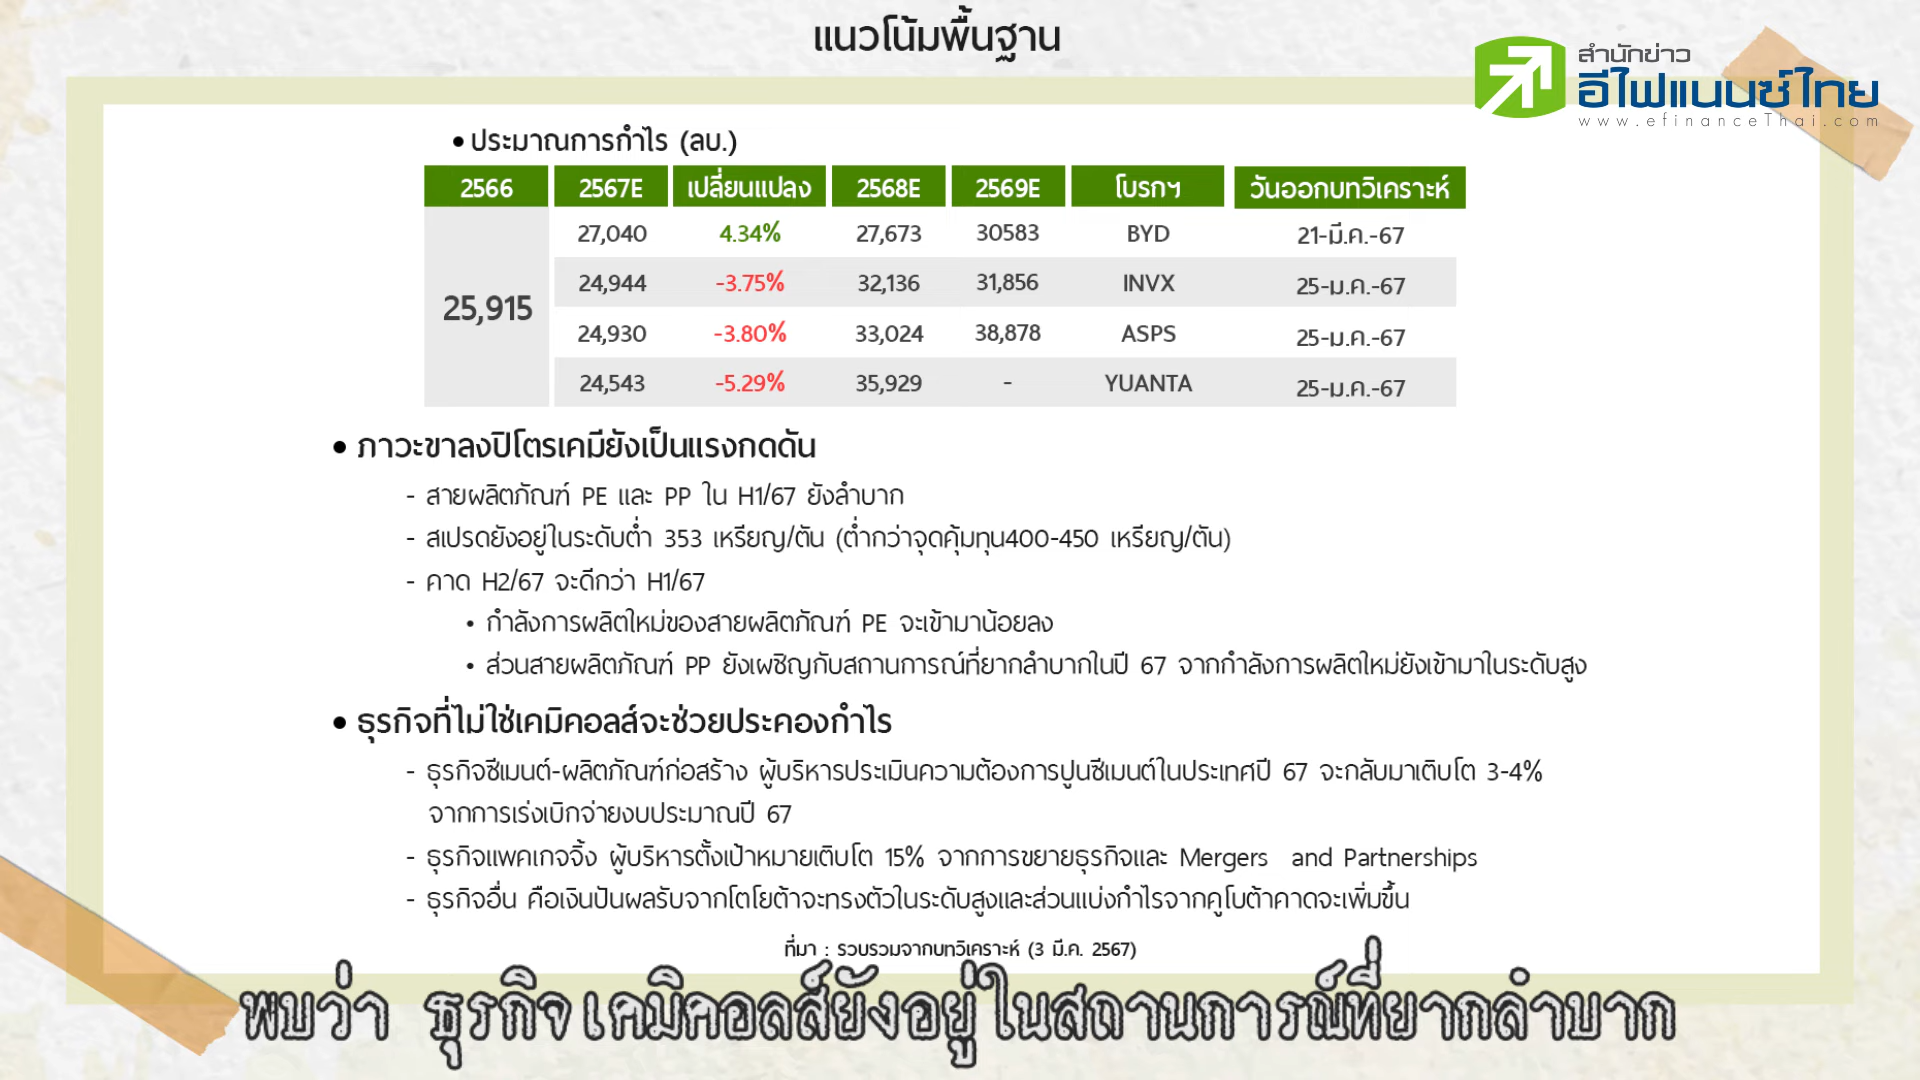 แนวโน้มพื้นฐาน
สำนักข่าว
อีไฟแนนซ์ไทย
www.efinanceThai.com
• ประมาณการกำไร (ลบ.)
2566 2567E เปลี่ยนแปลง 2568E 2569E โบรกฯ วันออกบทวิเคราะห์
27,040 4.34% 27,673 30583 BYD 21-มี.ค.-67
24,944 -3.75% 32,136 31,856 INVX 25-ม.ค.-67
25,915
24,930 -3.80% 33,024 38,878 ASPS 25-ม.ค.-67
24,543 -5.29% 35,929 - YUANTA 25-ม.ค.-67
• ภาวะขาลงปิโตรเคมียังเป็นแรงกดดัน
- สายผลิตภัณฑ์ PE และ PP ใน H1/67 ยังลำบาก
- สเปรดยังอยู่ในระดับต่ำ 353 เหรียญ/ตัน (ต่ำกว่าจุดคุ้มทุน400-450 เหรียญ/ตัน)
- คาด H2/67 จะดีกว่า H1/67
• กำลังการผลิตใหม่ของสายผลิตภัณฑ์ PE จะเข้ามาน้อยลง
• ส่วนสายผลิตภัณฑ์ PP ยังเผชิญกับสถานการณ์ที่ยากลำบากในปี 67 จากกำลังการผลิตใหม่ยังเข้ามาในระดับสูง
• ธุรกิจที่ไม่ใช่เคมิคอลส์จะช่วยประคองกำไร
- ธุรกิจซีเมนต์-ผลิตภัณฑ์ก่อสร้าง ผู้บริหารประเมินความต้องการปูนซีเมนต์ในประเทศปี 67 จะกลับมาเติบโต 3-4%
จากการเร่งเบิกจ่ายงบประมาณปี 67
- ธุรกิจแพคเกจจิ้ง ผู้บริหารตั้งเป้าหมายเติบโต 15% จากการขยายธุรกิจและ Mergers and Partnerships
- ธุรกิจอื่น คือเงินปันผลรับจากโตโยต้าจะทรงตัวในระดับสูงและส่วนแบ่งกำไรจากคูโบต้าคาดจะเพิ่มขึ้น
ที่มา : รวบรวมจากบทวิเคราะห์ (3 มี.ค. 2567)
พบว่า ธุรกิจเคมิคอลส์ยังอยู่ในสถานการณ์ที่ยากลำบาก